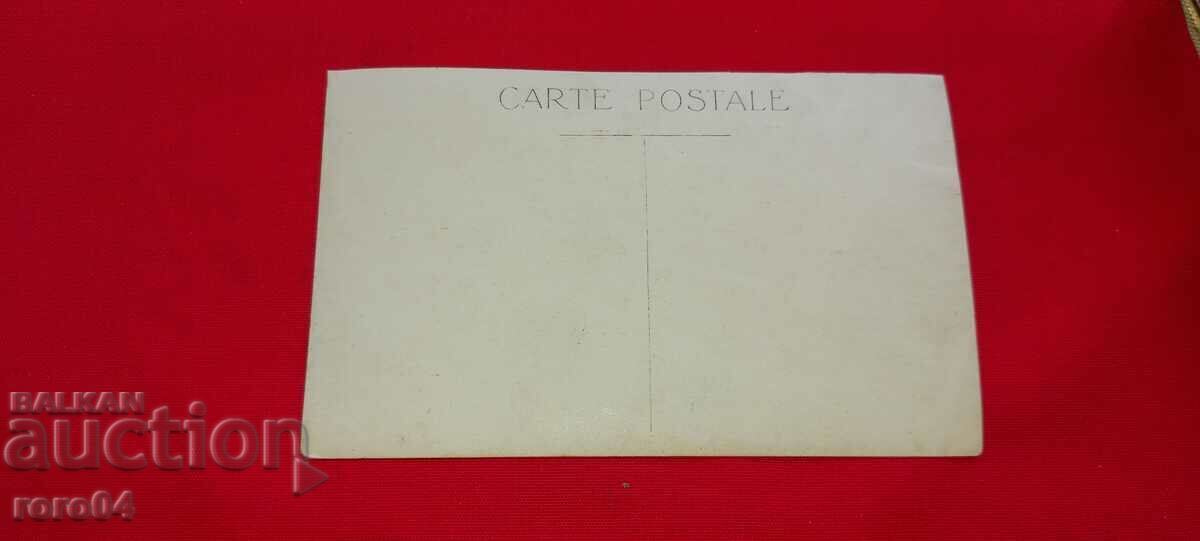 CARTE POSTALE
BALKAN
auction
roro04